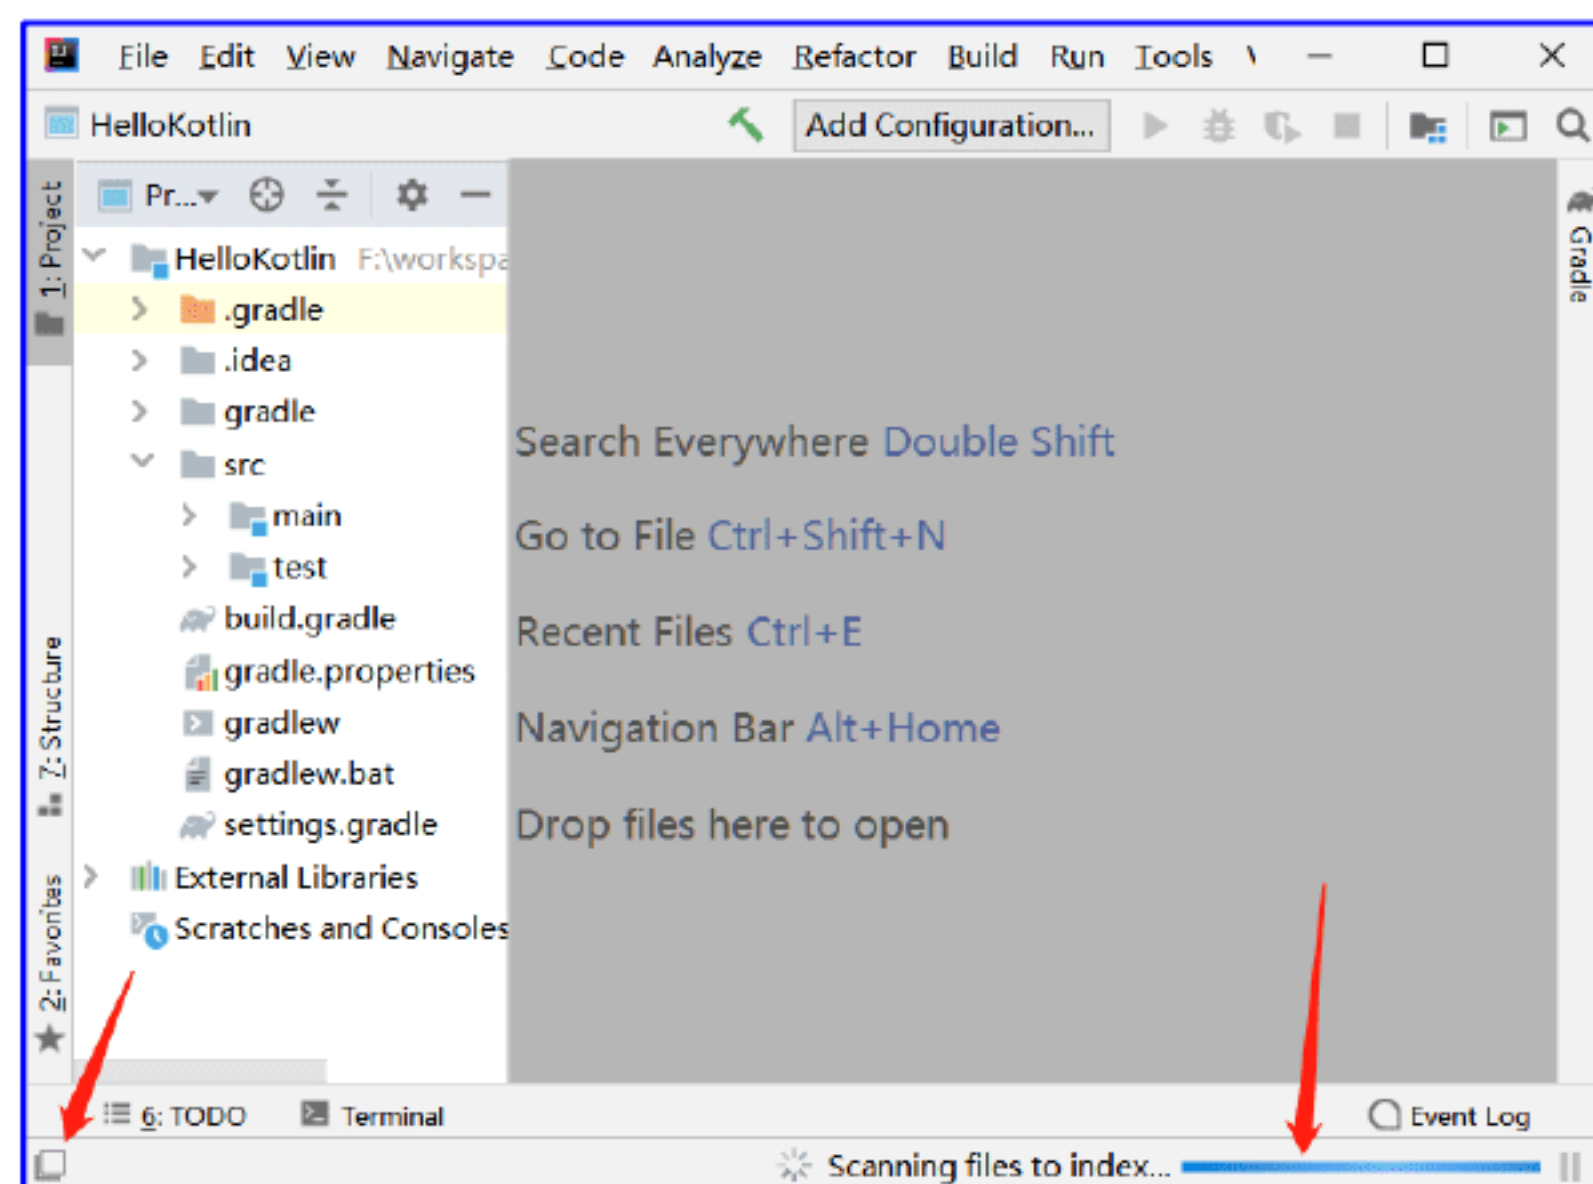 File Edit View Navigate Code Analyze Refactor Build Run Tools
HelloKotlin Add Configuration...
1: Project
Pr...
HelloKotlin F:\workspa
.gradle
.idea
gradle
src
main
test
build.gradle
gradle.properties
gradlew
gradlew.bat
settings.gradle
External Libraries
Scratches and Consoles
7: Structure
2: Favorites
Search Everywhere Double Shift
Go to File Ctrl+Shift+N
Recent Files Ctrl+E
Navigation Bar Alt+Home
Drop files here to open
Gradle
6: TODO Terminal Event Log
Scanning files to index...